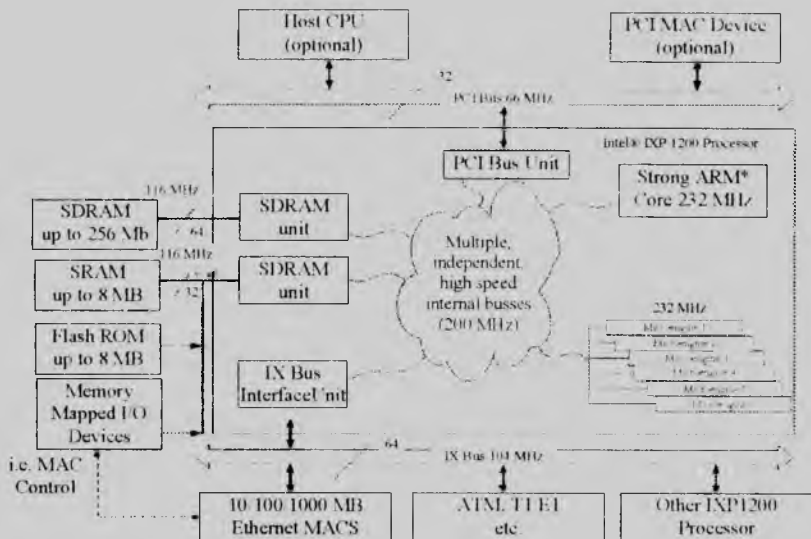 Host CPU
(optional)
PCI MAC Device
(optional)
32
PCI Bus 66 MHz
Intel® IXP 1200 Processor
PCI Bus Unit
Strong ARM*
Core 232 MHz
116 MHz
SDRAM
up to 256 Mb
64
SDRAM
unit
116 MHz
SRAM
up to 8 MB
32
SDRAM
unit
Multiple,
independent,
high speed
internal busses
(200 MHz)
Flash ROM
up to 8 MB
232 MHz
Memory
Mapped I/O
Devices
IX Bus
Interface Unit
64
IX Bus 104 MHz
i.e. MAC
Control
10 100 1000 MB
Ethernet MACS
ATM, T1 E1
etc
Other IXP1200
Processor